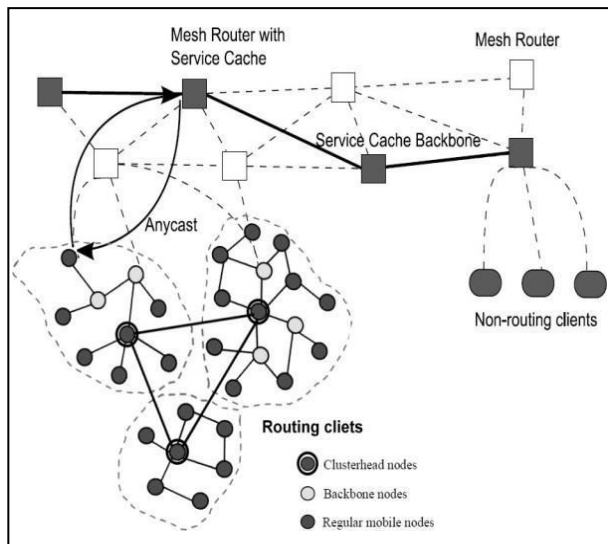 Mesh Router with
Service Cache
Mesh Router
Service Cache Backbone
Anycast
Non-routing clients
Routing cliets
Clusterhead nodes
Backbone nodes
Regular mobile nodes